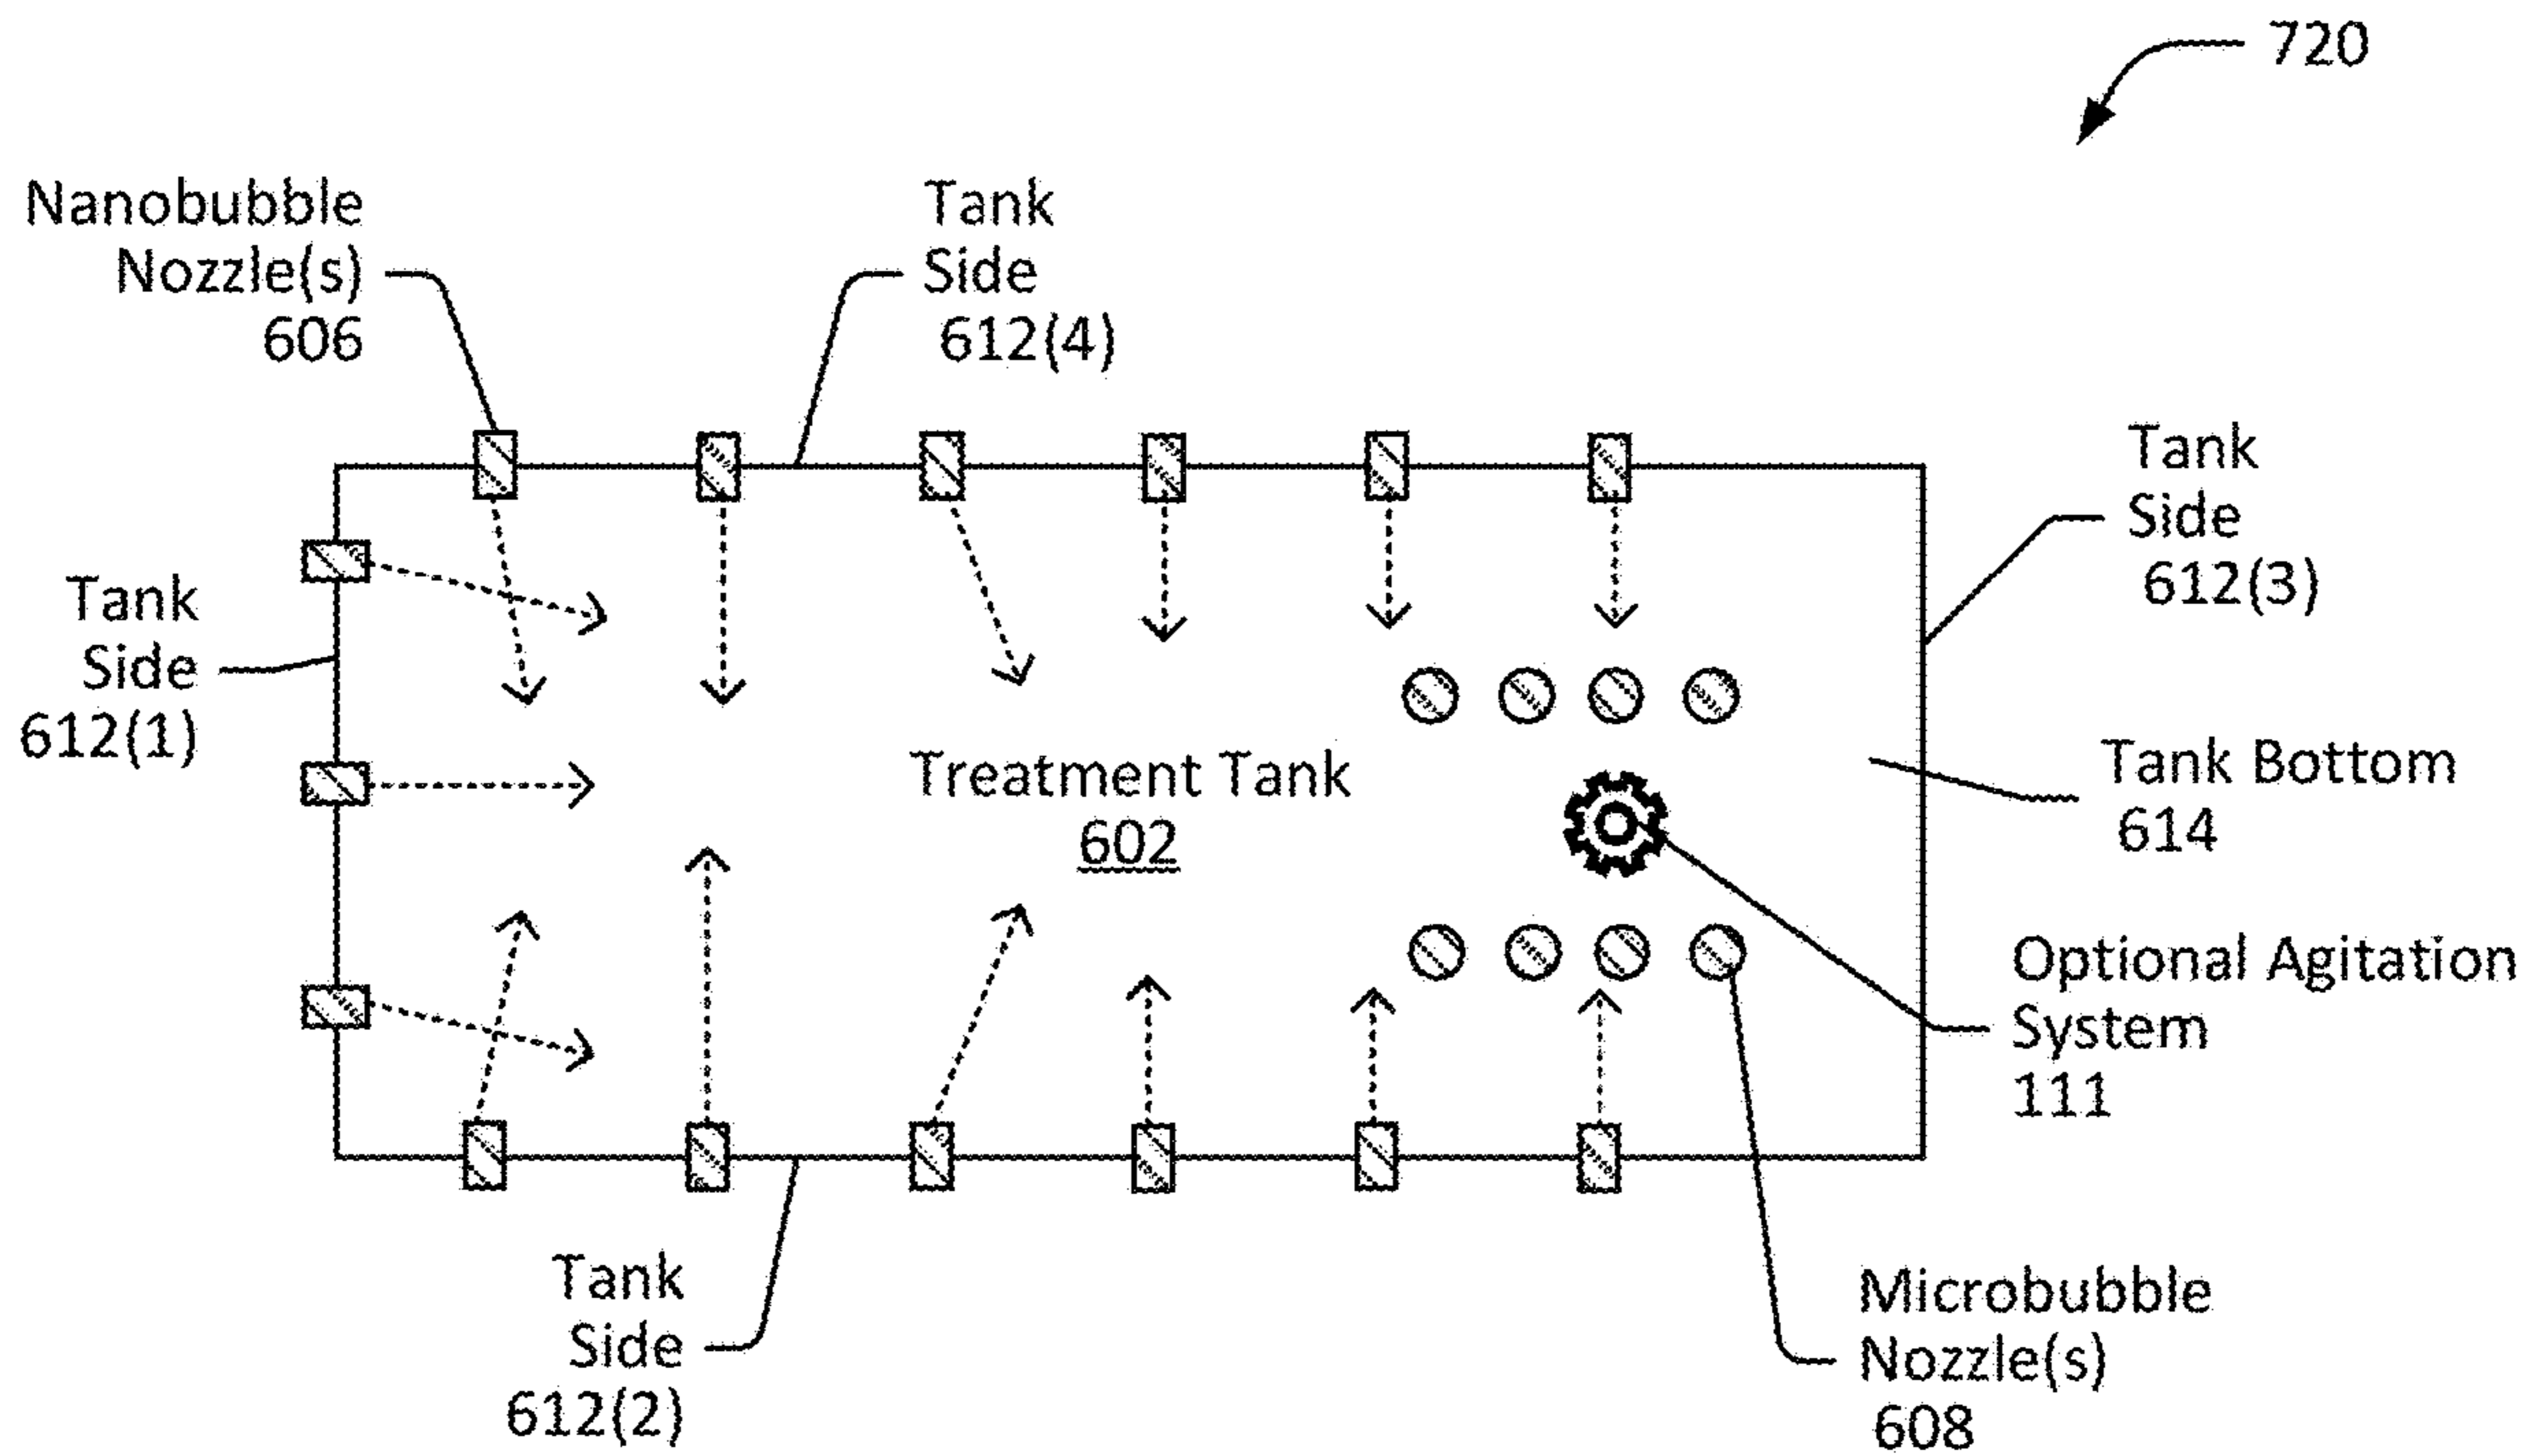 720
Nanobubble
Nozzle(s)
606
Tank
Side
612(4)
Tank
Side
612(3)
Tank
Side
612(1)
Treatment Tank
602
Tank Bottom
614
Optional Agitation
System
111
Tank
Side
612(2)
Microbubble
Nozzle(s)
608